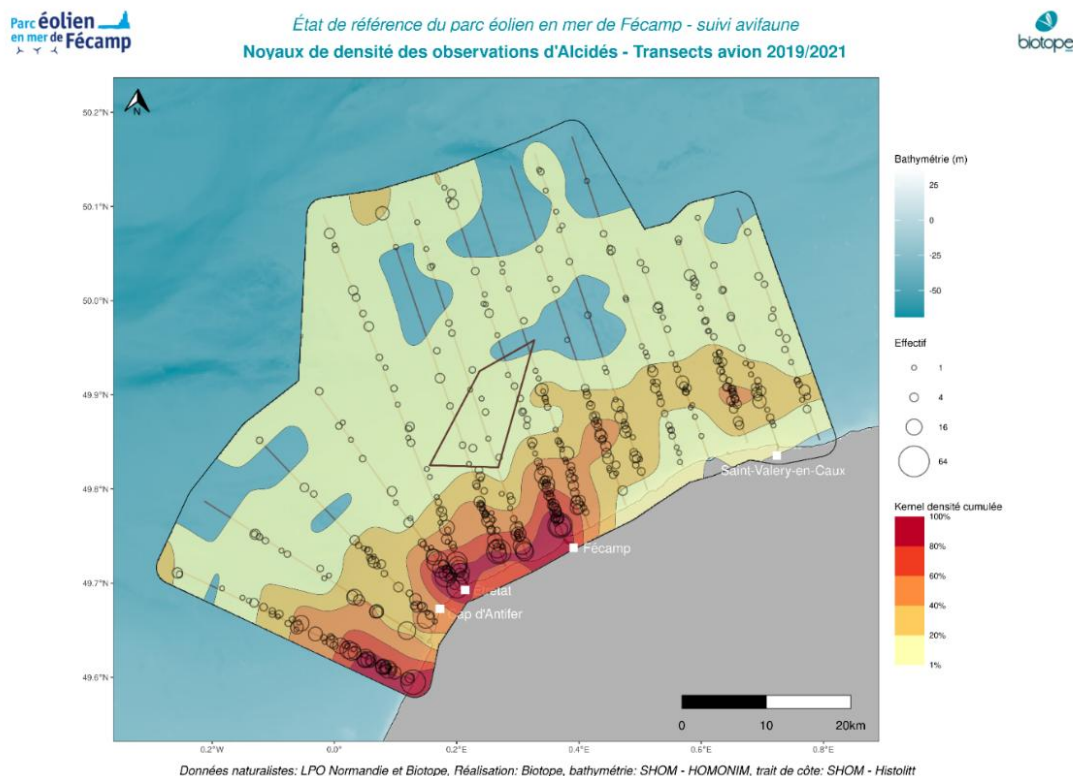 Parc éolien
en mer de Fécamp
État de référence du parc éolien en mer de Fécamp - suivi avifaune
Noyaux de densité des observations d'Alcidés - Transects avion 2019/2021
biotope
N
50.2°N
50.1°N
50.0°N
49.9°N
49.8°N
49.7°N
49.6°N
0.2°W
0.0°
0.2°E
0.4°E
0.6°E
0.8°E
Saint-Valery-en-Caux
Fécamp
d'Antifer
0
10
20km
Bathymétrie (m)
25
0
-25
-50
Effectif
1
4
16
64
Kernel densité cumulée
100%
80%
60%
40%
20%
1%
Données naturalistes: LPO Normandie et Biotope, Réalisation: Biotope, bathymétrie: SHOM - HOMONIM, trait de côte: SHOM - Histolitt